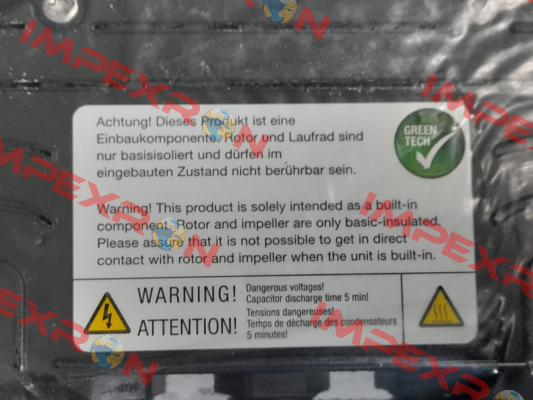 IMPEXRON
Achtung! Dieses Produkt ist eine
Einbaukomponente. Rotor und Laufrad sind
nur basisisoliert und dürfen im
eingebauten Zustand nicht berührbar sein.
GREEN
TECH
Warning! This product is solely intended as a built-in
component. Rotor and impeller are only basic-insulated.
Please assure that it is not possible to get in direct
contact with rotor and impeller when the unit is built-in.
WARNING!
Dangerous voltages!
Capacitor discharge time 5 min!
ATTENTION!
Tensions dangereuses!
Temps de décharge des condensateurs
5 minutes!